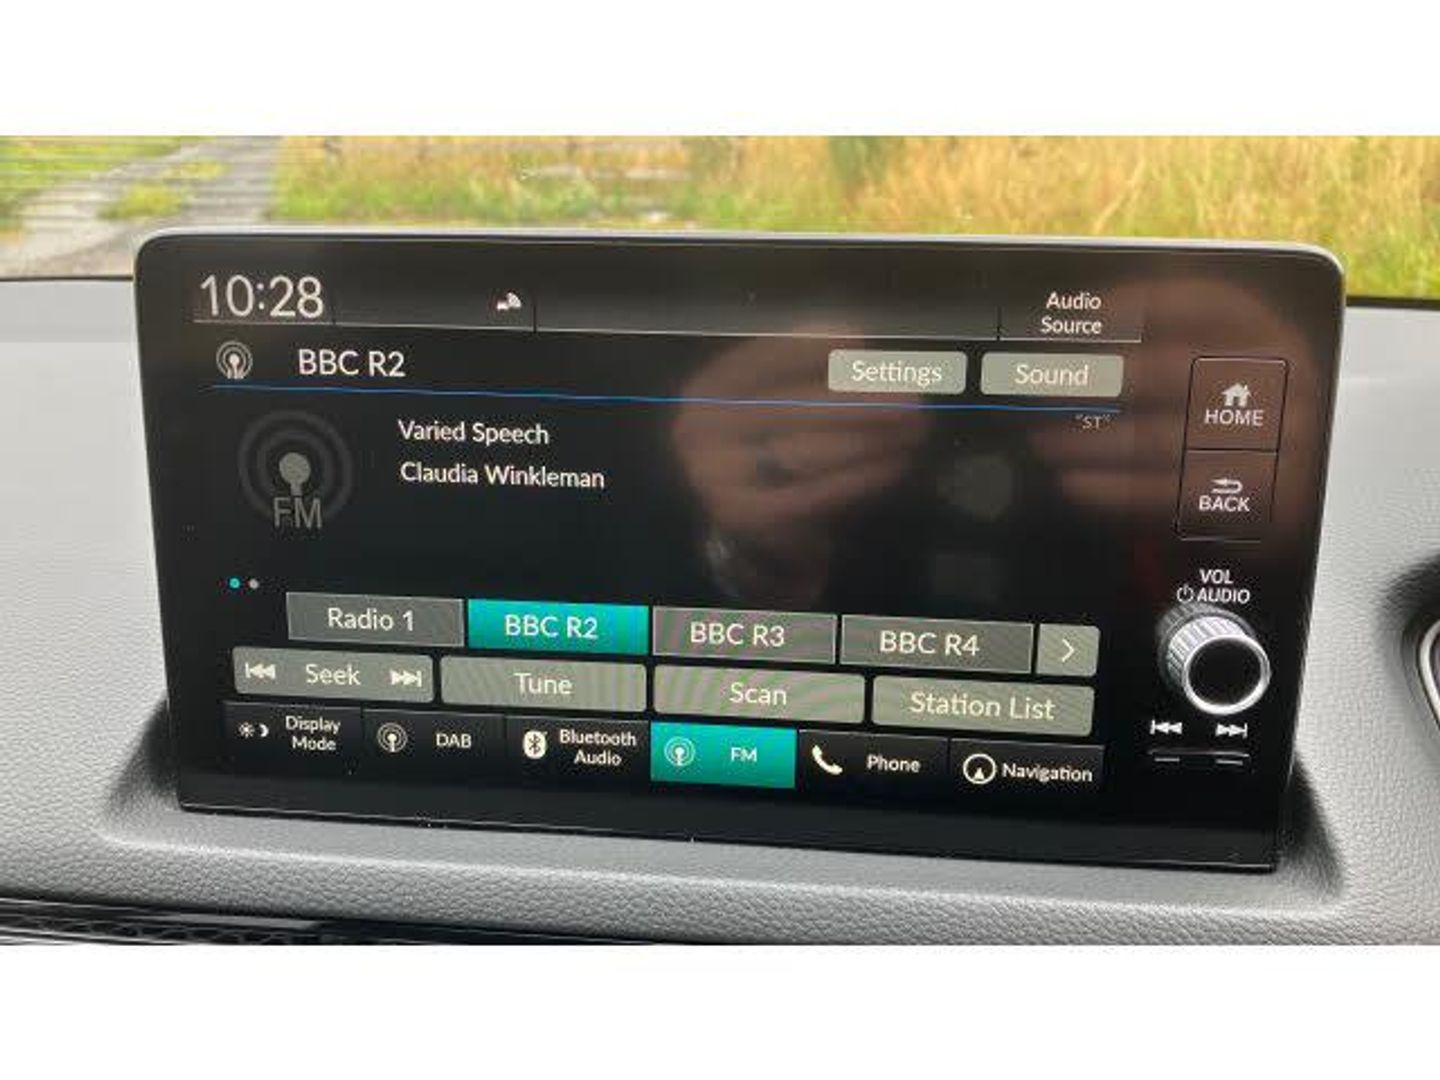 10:28
Audio
Source
BBC R2
Settings
Sound
"ST"
HOME
Varied Speech
Claudia Winkleman
FM
BACK
VOL
AUDIO
Radio 1
BBC R2
BBC R3
BBC R4
Seek
Tune
Scan
Station List
Display
Mode
DAB
Bluetooth
Audio
FM
Phone
Navigation